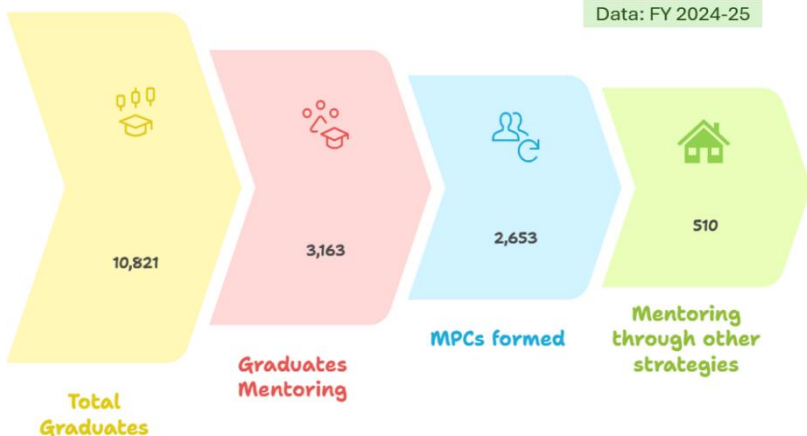 Data: FY 2024-25
10,821
3,163
2,653
510
Total
Graduates
Graduates
Mentoring
MPCs formed
Mentoring
through other
strategies